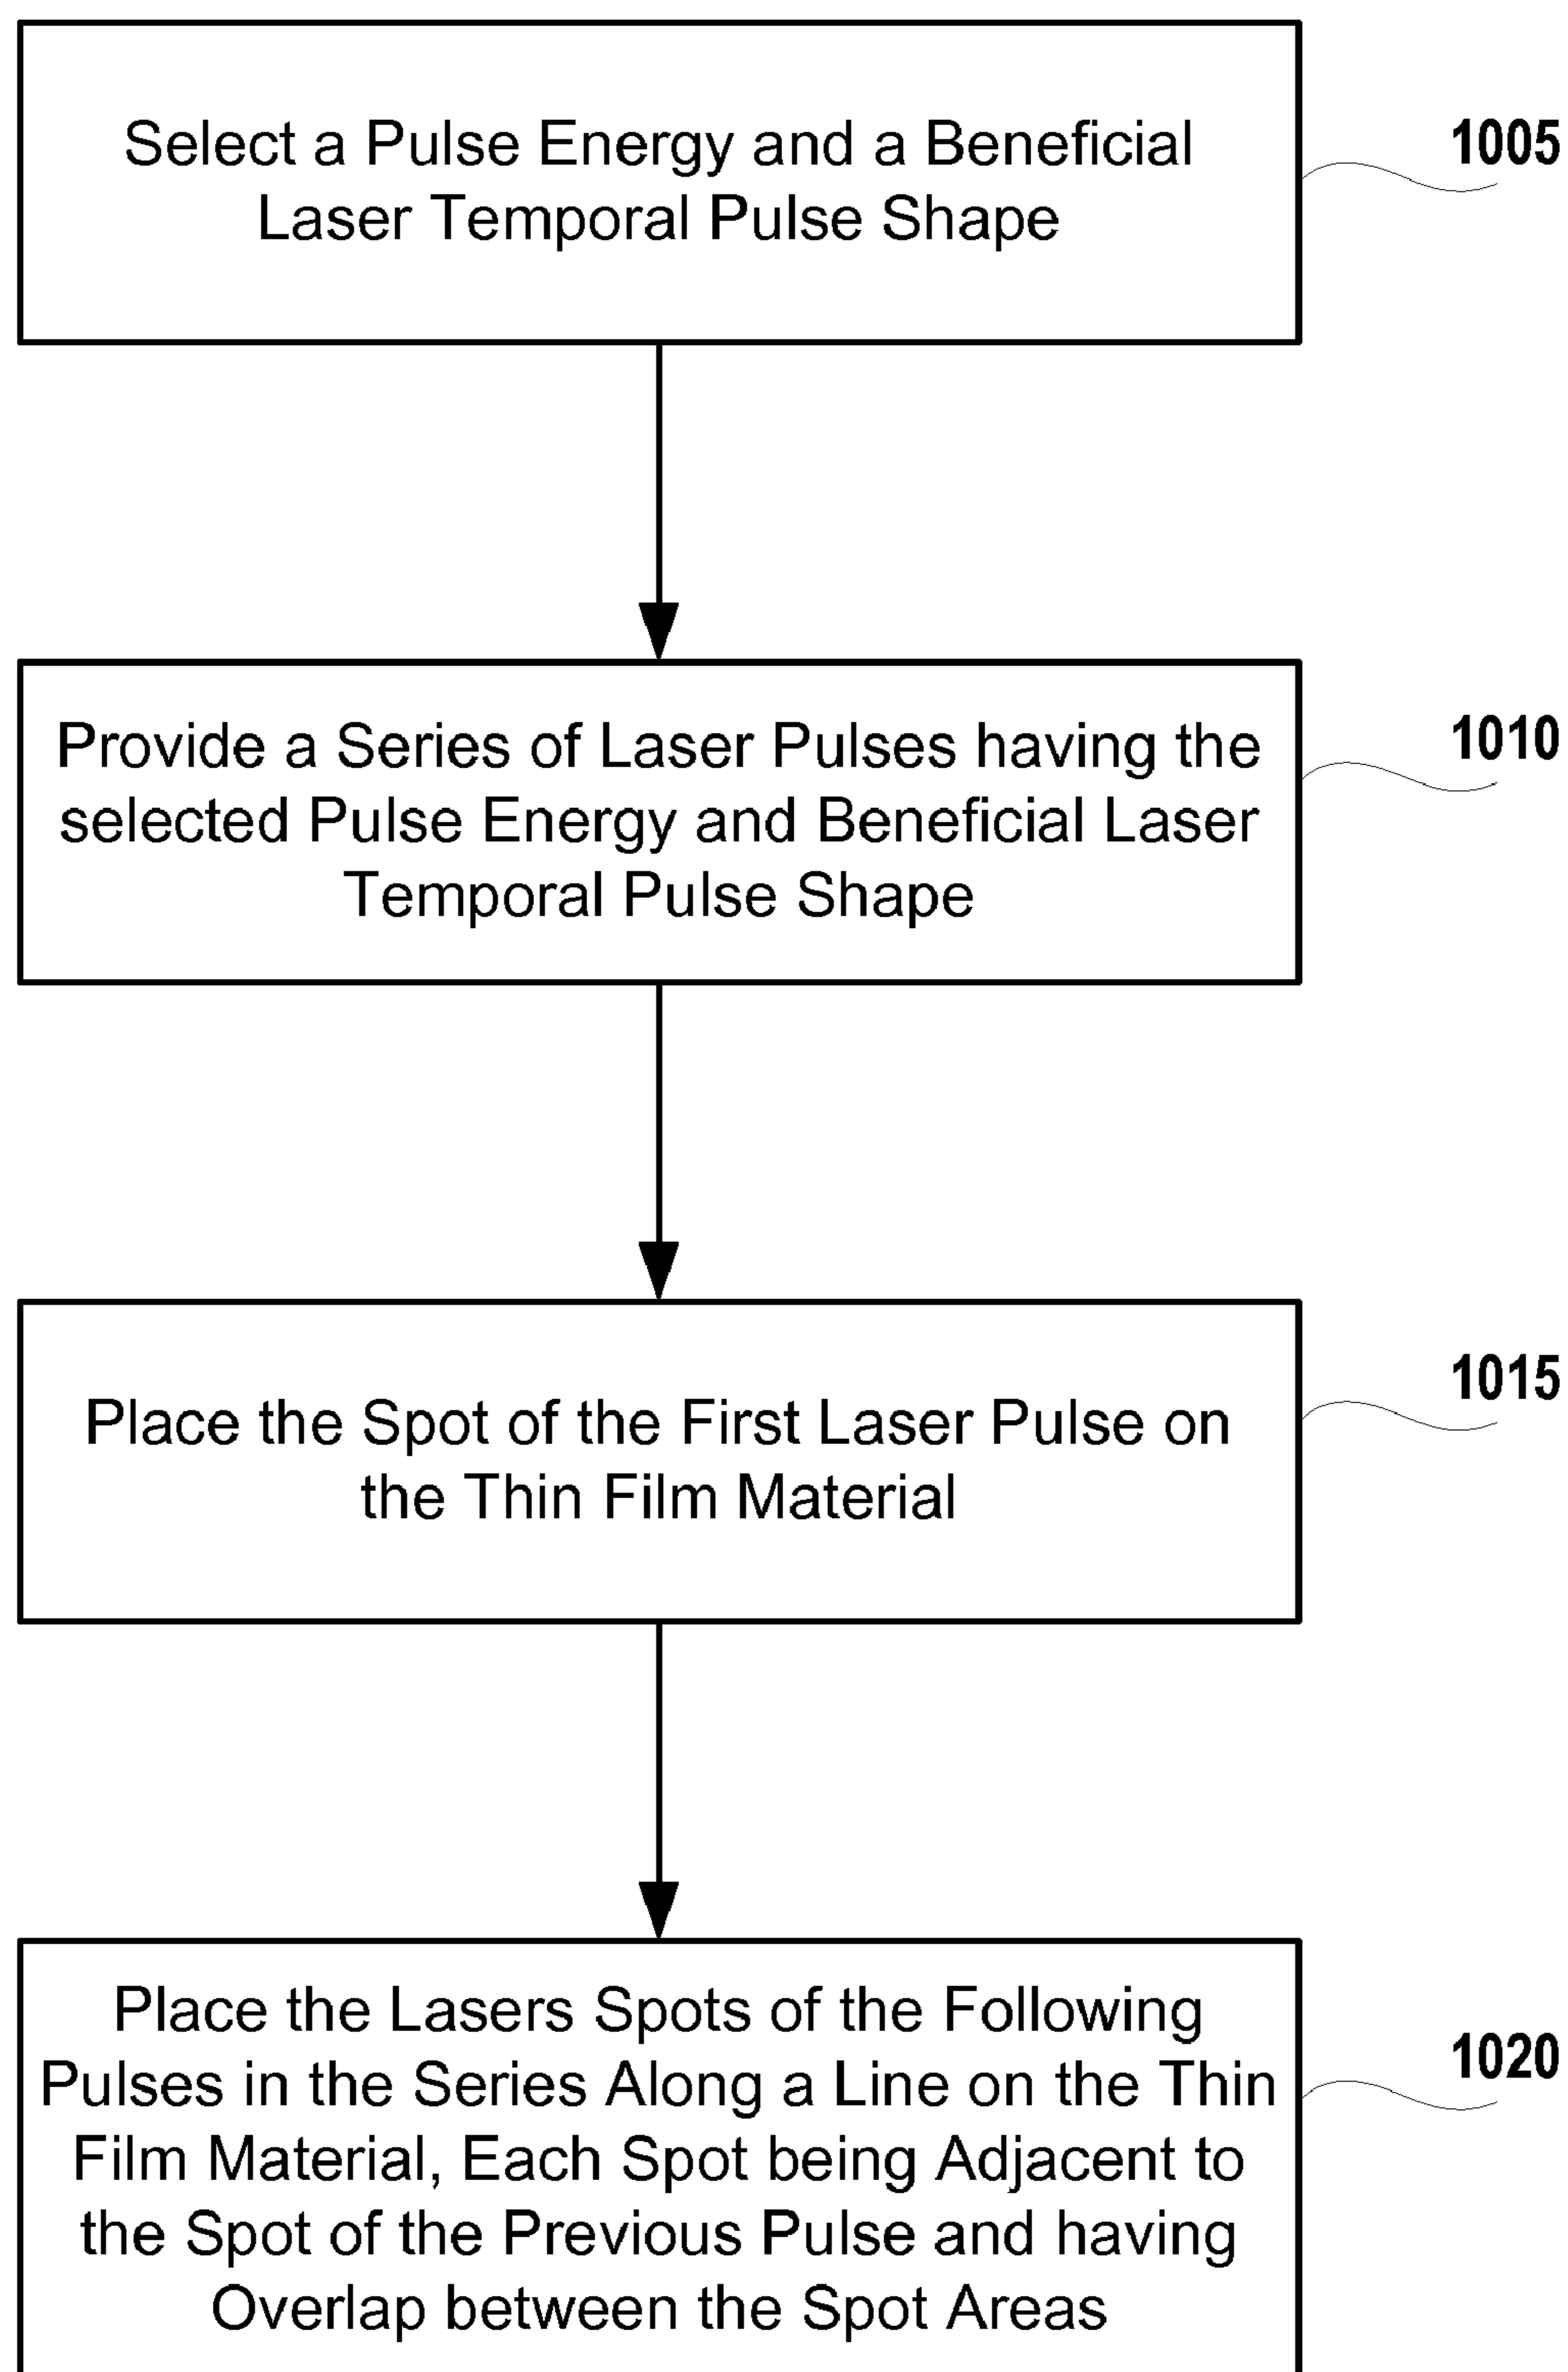 Select a Pulse Energy and a Beneficial
Laser Temporal Pulse Shape
1005
Provide a Series of Laser Pulses having the
selected Pulse Energy and Beneficial Laser
Temporal Pulse Shape
1010
Place the Spot of the First Laser Pulse on
the Thin Film Material
1015
Place the Lasers Spots of the Following
Pulses in the Series Along a Line on the Thin
Film Material, Each Spot being Adjacent to
the Spot of the Previous Pulse and having
Overlap between the Spot Areas
1020